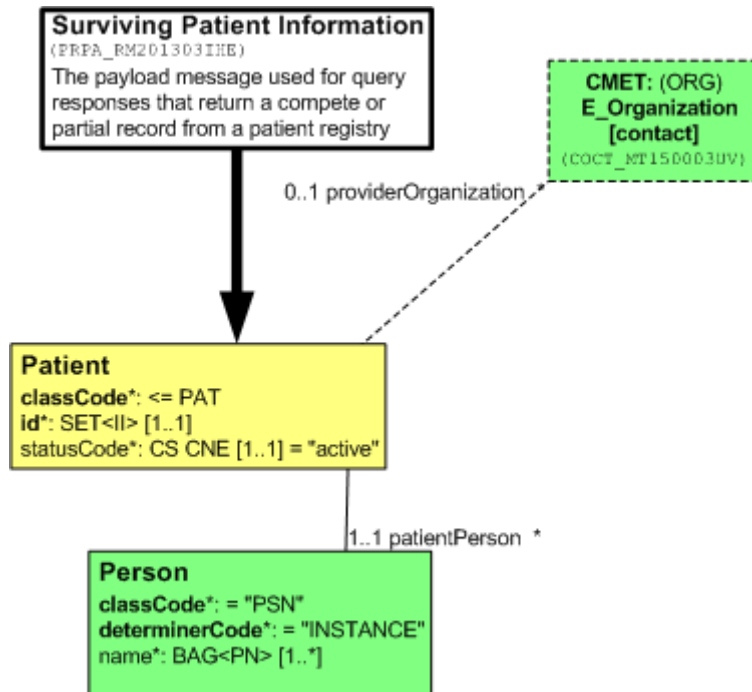 Surviving Patient Information
(PRPA_RM201303IHE)
The payload message used for query
responses that return a compete or
partial record from a patient registry
CMET: (ORG)
E_Organization
[contact]
(COCT_MT150003UV)
0..1 providerOrganization
Patient
classCode*: <= PAT
id*: SET<II> [1..1]
statusCode*: CS CNE [1..1] = "active"
1..1 patientPerson *
Person
classCode*: = "PSN"
determinerCode*: = "INSTANCE"
name*: BAG<PN> [1..*]